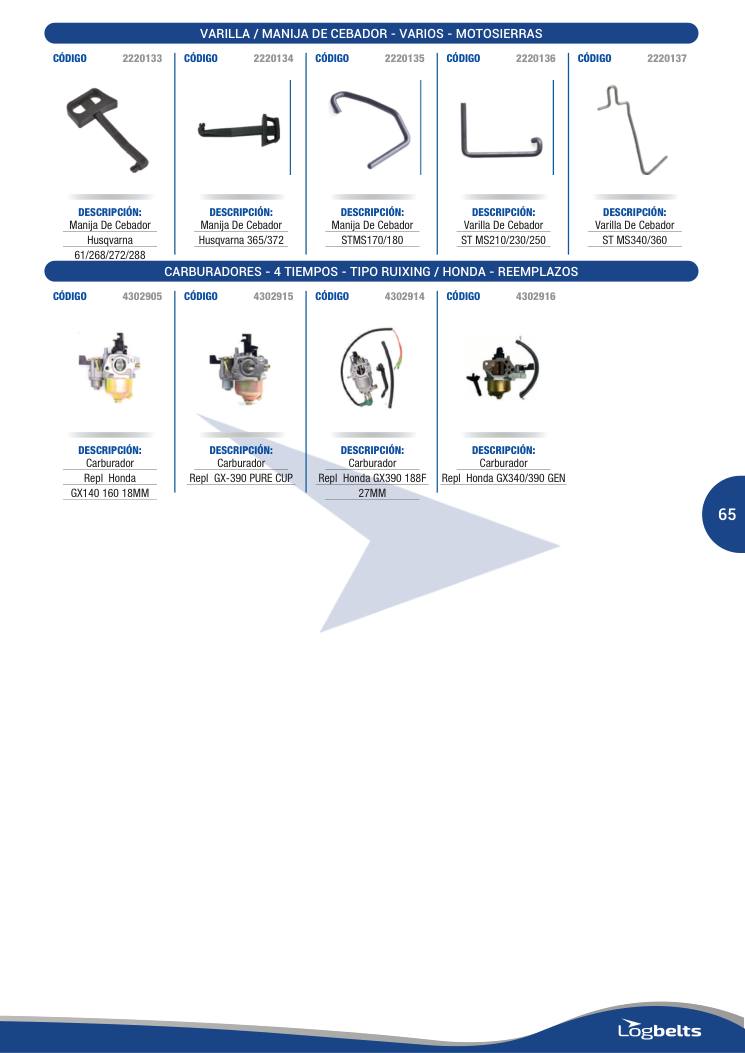 VARILLA / MANIJA DE CEBADOR - VARIOS - MOTOSIERRAS
CÓDIGO 2220133
DESCRIPCIÓN:
Manija De Cebador
Husqvarna
61/268/272/288
CÓDIGO 2220134
DESCRIPCIÓN:
Manija De Cebador
Husqvarna 365/372
CÓDIGO 2220135
DESCRIPCIÓN:
Manija De Cebador
STMS170/180
CÓDIGO 2220136
DESCRIPCIÓN:
Varilla De Cebador
ST MS210/230/250
CÓDIGO 2220137
DESCRIPCIÓN:
Varilla De Cebador
ST MS340/360
CARBURADORES - 4 TIEMPOS - TIPO RUIXING / HONDA - REEMPLAZOS
CÓDIGO 4302905
DESCRIPCIÓN:
Carburador
Repl Honda
GX140 160 18MM
CÓDIGO 4302915
DESCRIPCIÓN:
Carburador
Repl GX-390 PURE CUP
CÓDIGO 4302914
DESCRIPCIÓN:
Carburador
Repl Honda GX390 188F
27MM
CÓDIGO 4302916
DESCRIPCIÓN:
Carburador
Repl Honda GX340/390 GEN
65
Logbelts